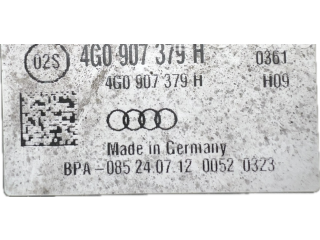 02S 4G0 907 379 H 0361
4G0 907 379 H H09
Made in Germany
BPA-085 24.07.12 0052 0323